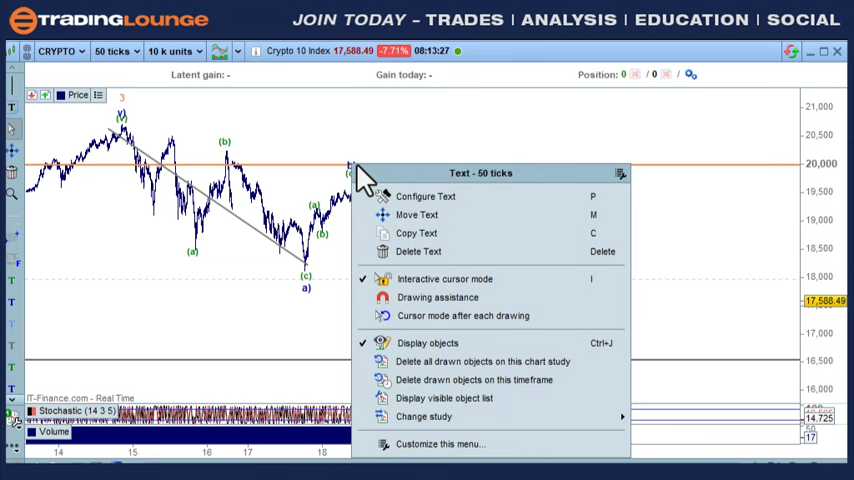 TRADINGLOUNGE
JOIN TODAY – TRADES | ANALYSIS | EDUCATION | SOCIAL
CRYPTO 50 ticks 10 k units Crypto 10 Index 17,588.49 -7.71% 08:13:27
Latent gain: - Gain today: - Position: 0 / 0
T Price
3
v)
(v)
(b)
b)
(a)
(b)
(a)
(c)
a)
Text - 50 ticks
Configure Text P
Move Text M
Copy Text C
Delete Text Delete
Interactive cursor mode I
Drawing assistance
Cursor mode after each drawing
Display objects Ctrl+J
Delete all drawn objects on this chart study
Delete drawn objects on this timeframe
Display visible object list
Change study
Customize this menu...
21,000
20,500
20,000
19,500
19,000
18,500
18,000
17,588.49
17,000
16,500
16,000
F
T
T
T
T
T
T
IT-Finance.com - Real Time
Stochastic (14 3 5)
14.725
50
Volume
17
14 15 16 17 18